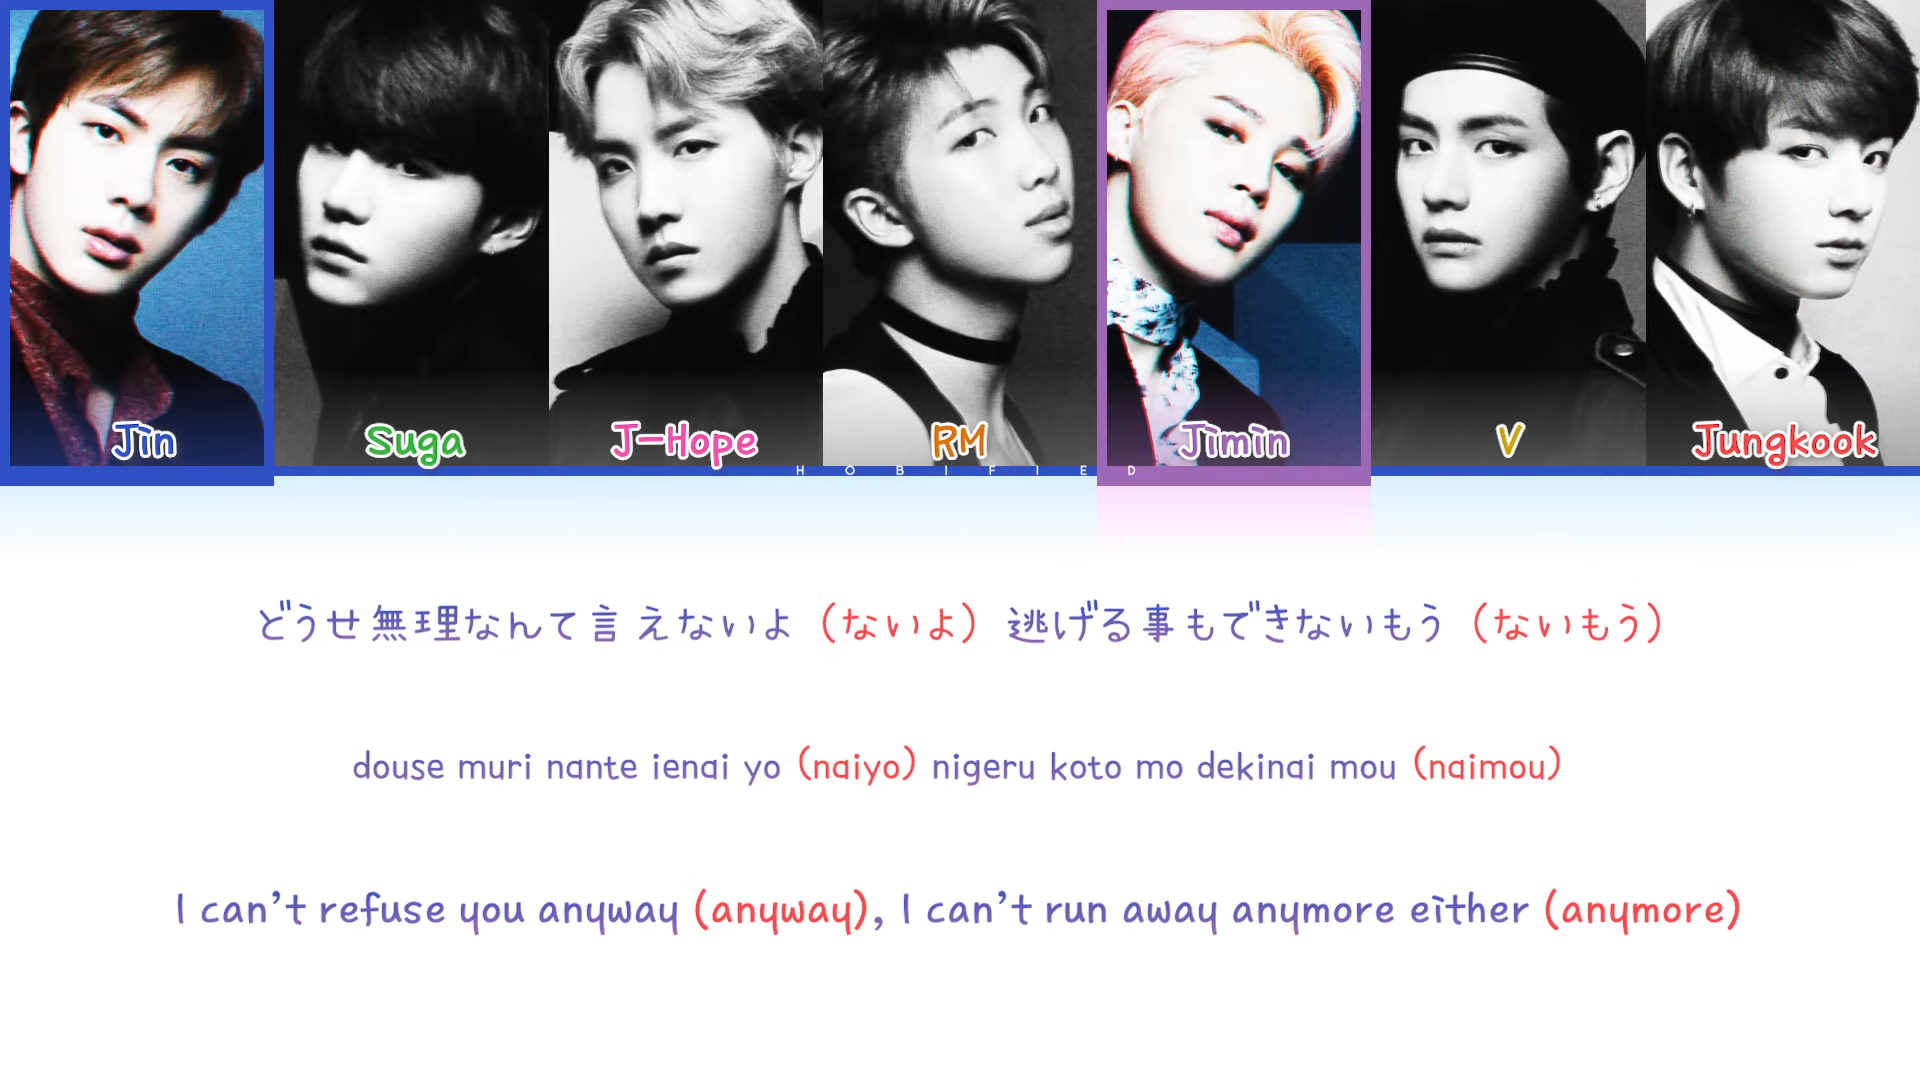 Jin Suga J-Hope RM Jimin V Jungkook
HOBIFIED
どうせ無理なんて言えないよ（ないよ） 逃げる事もできないもう（ないもう）
douse muri nante ienai yo (naiyo) nigeru koto mo dekinai mou (naimou)
I can't refuse you anyway (anyway), I can't run away anymore either (anymore)